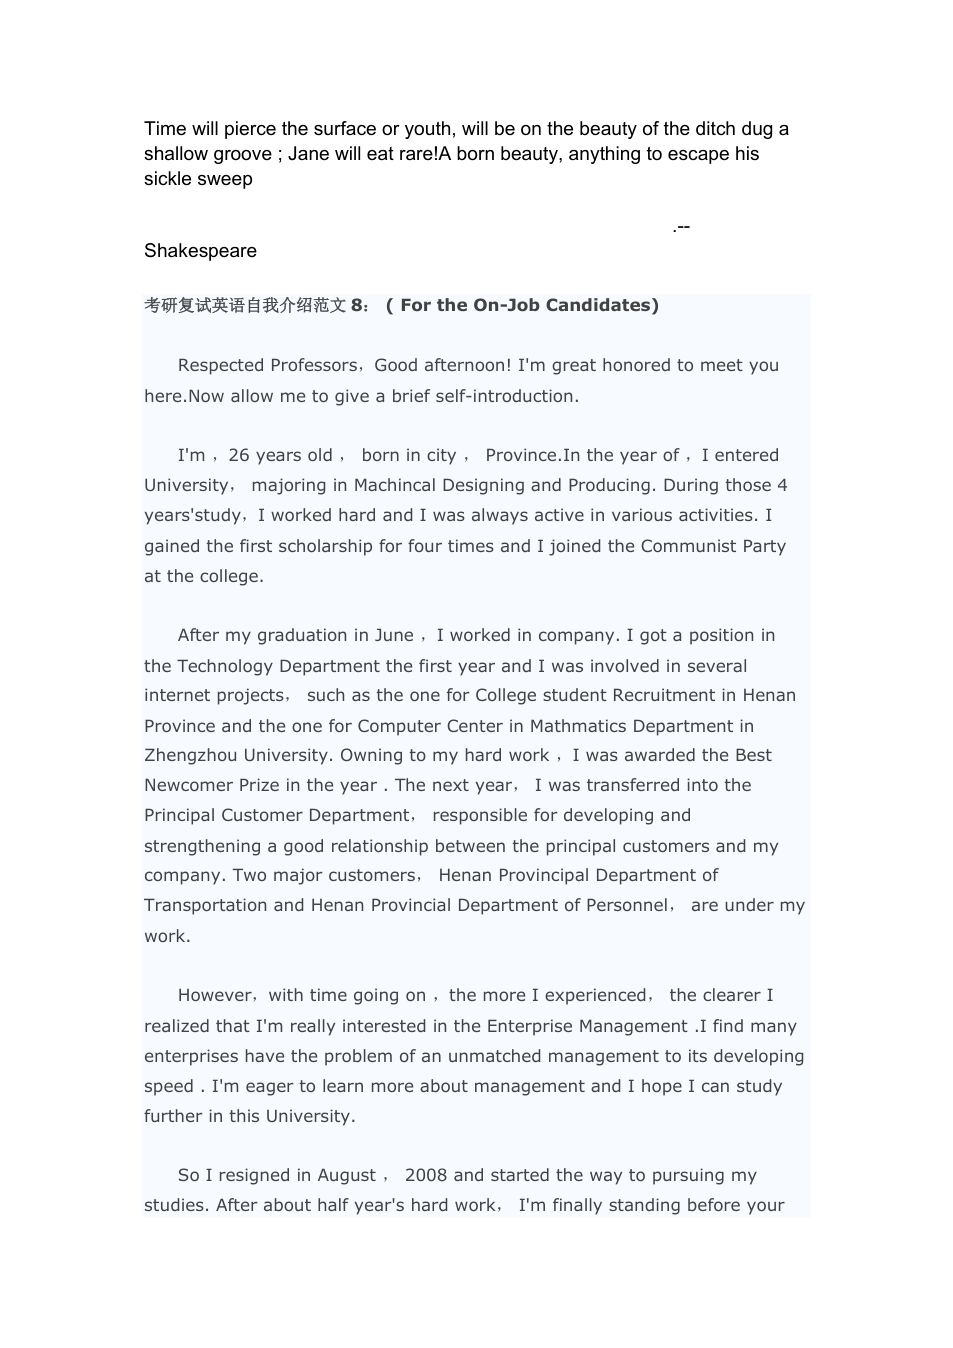 Time will pierce the surface or youth, will be on the beauty of the ditch dug a
shallow groove ; Jane will eat rare!A born beauty, anything to escape his
sickle sweep
.--
Shakespeare
考研复试英语自我介绍范文 8： ( For the On-Job Candidates)
Respected Professors，Good afternoon! I'm great honored to meet you
here.Now allow me to give a brief self-introduction.
I'm ，26 years old ， born in city ， Province.In the year of ，I entered
University， majoring in Machincal Designing and Producing. During those 4
years'study，I worked hard and I was always active in various activities. I
gained the first scholarship for four times and I joined the Communist Party
at the college.
After my graduation in June ，I worked in company. I got a position in
the Technology Department the first year and I was involved in several
internet projects， such as the one for College student Recruitment in Henan
Province and the one for Computer Center in Mathmatics Department in
Zhengzhou University. Owning to my hard work ，I was awarded the Best
Newcomer Prize in the year . The next year， I was transferred into the
Principal Customer Department， responsible for developing and
strengthening a good relationship between the principal customers and my
company. Two major customers， Henan Provincipal Department of
Transportation and Henan Provincial Department of Personnel， are under my
work.
However，with time going on ，the more I experienced， the clearer I
realized that I'm really interested in the Enterprise Management .I find many
enterprises have the problem of an unmatched management to its developing
speed . I'm eager to learn more about management and I hope I can study
further in this University.
So I resigned in August ， 2008 and started the way to pursuing my
studies. After about half year's hard work， I'm finally standing before your